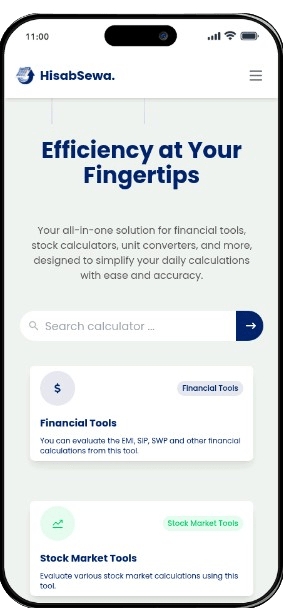 11:00
HisabSewa.
Efficiency at Your
Fingertips
Your all-in-one solution for financial tools,
stock calculators, unit converters, and more,
designed to simplify your daily calculations
with ease and accuracy.
Search calculator ...
$
Financial Tools
Financial Tools
You can evaluate the EMI, SIP, SWP and other financial
calculations from this tool.
Stock Market Tools
Stock Market Tools
Evaluate various stock market calculations using this
tool.